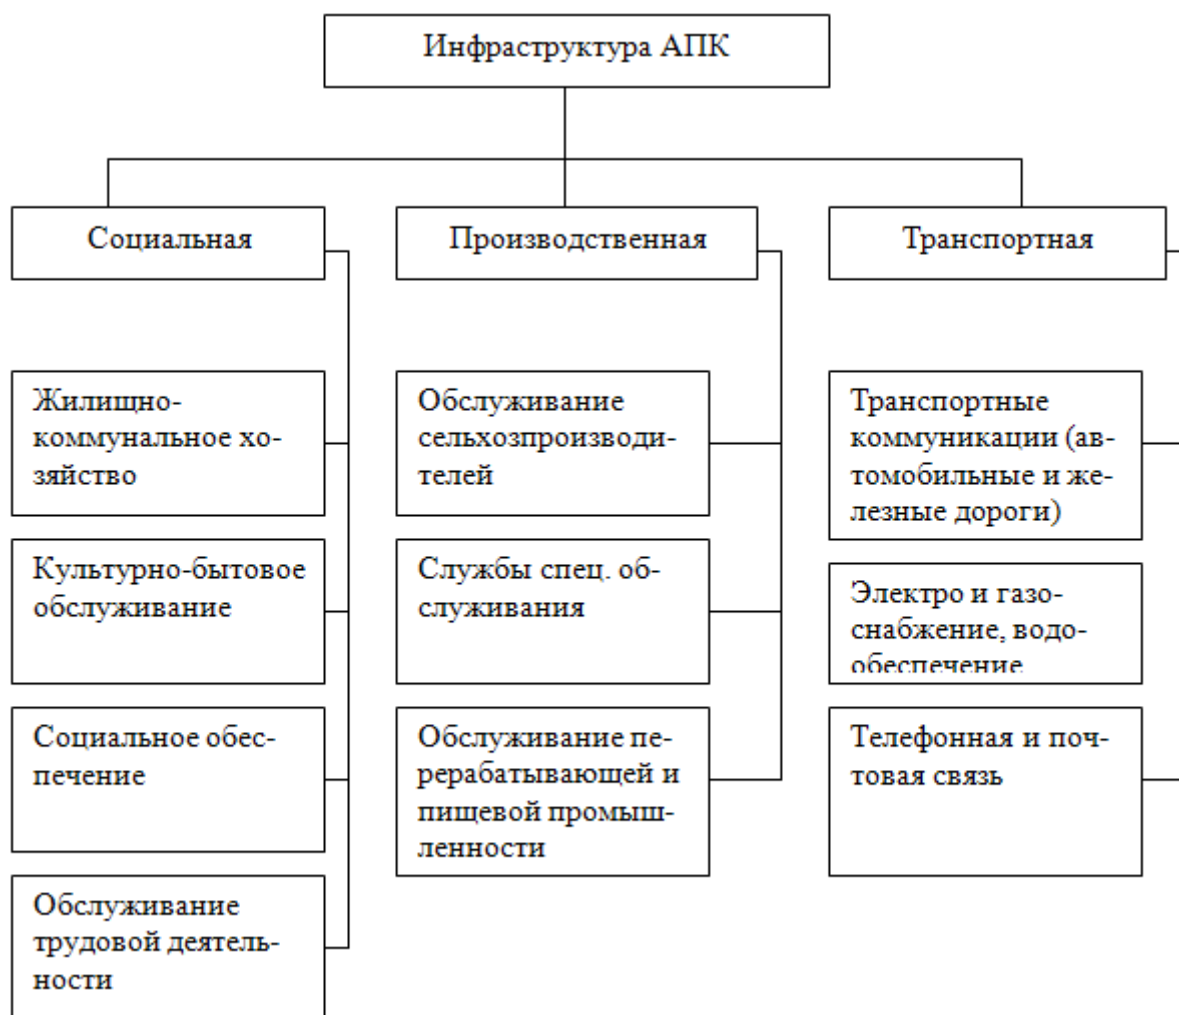 Инфраструктура АПК
Социальная
Производственная
Транспортная
Жилищно-
коммунальное хо-
зяйство
Культурно-бытовое
обслуживание
Социальное обес-
печение
Обслуживание
трудовой деятель-
ности
Обслуживание
сельхозпроизводи-
телей
Службы спец. об-
служивания
Обслуживание пе-
рерабатывающей и
пищевой промыш-
ленности
Транспортные
коммуникации (ав-
томобильные и же-
лезные дороги)
Электро и газо-
снабжение, водо-
обеспечение
Телефонная и поч-
товая связь